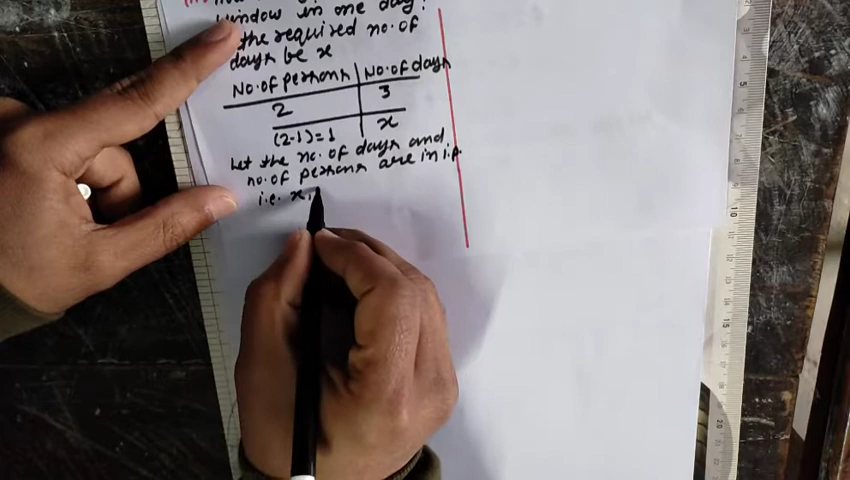 window in one day?
the required no. of
days be x
No. of persons | No. of days
2 | 3
(2-1)=1 | x
Let the no. of days and
no. of persons are in i.p.
i.e. x